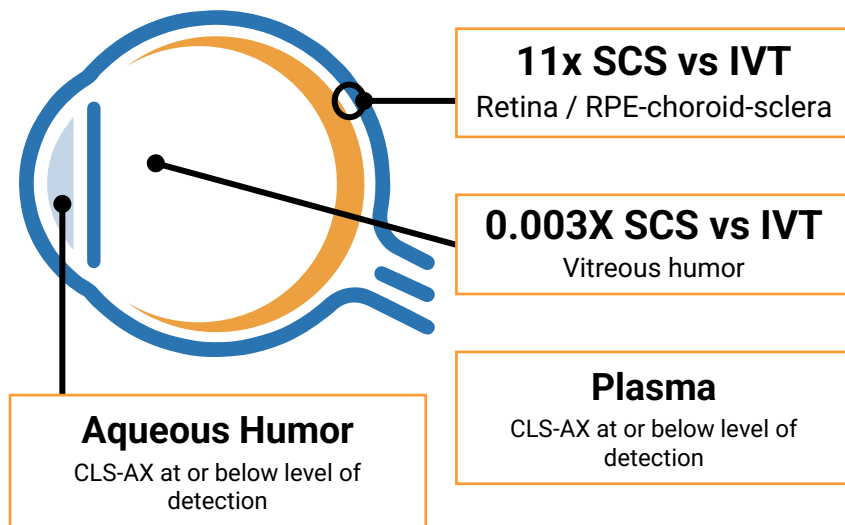 11x SCS vs IVT
Retina / RPE-choroid-sclera
0.003X SCS vs IVT
Vitreous humor
Plasma
CLS-AX at or below level of
detection
Aqueous Humor
CLS-AX at or below level of
detection